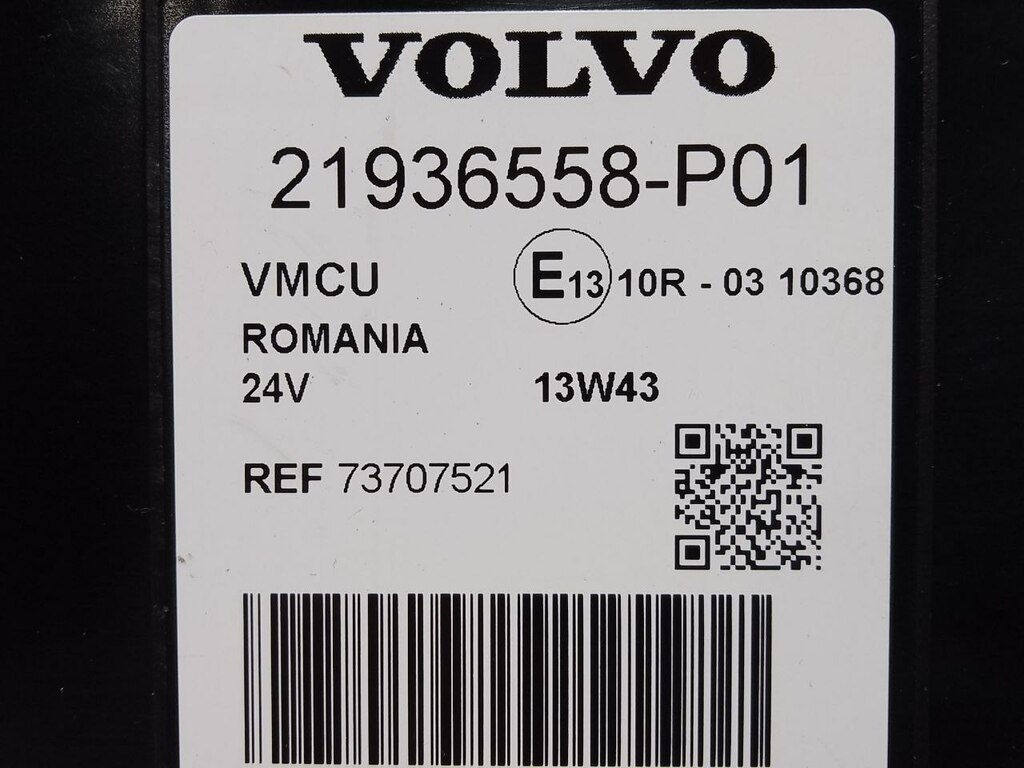 VOLVO
21936558-P01
VMCU E13 10R - 03 10368
ROMANIA
24V 13W43
REF 73707521